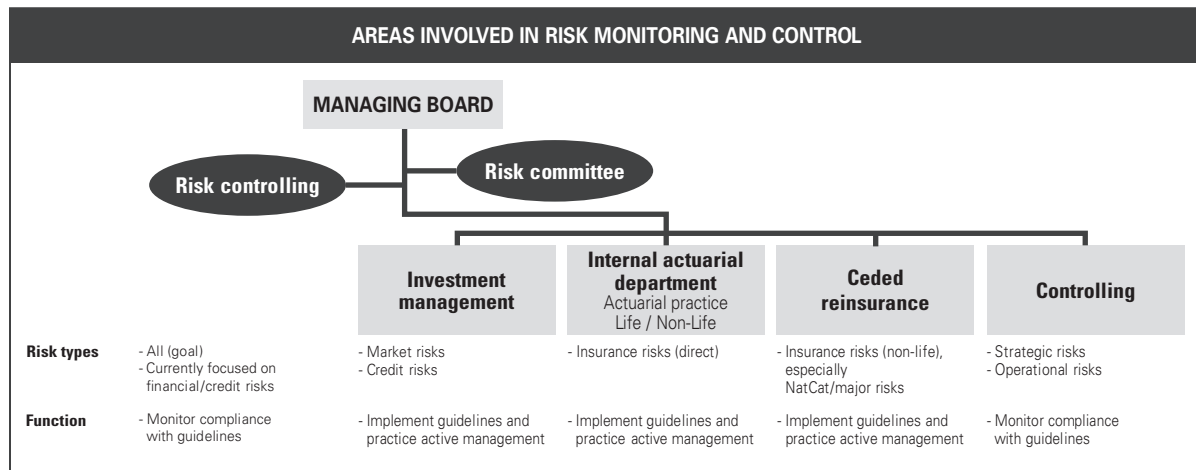 AREAS INVOLVED IN RISK MONITORING AND CONTROL
MANAGING BOARD
Risk controlling
Risk committee
Investment
management
Internal actuarial
department
Actuarial practice
Life / Non-Life
Ceded
reinsurance
Controlling
Risk types
- All (goal)
- Currently focused on
financial/credit risks
- Market risks
- Credit risks
- Insurance risks (direct)
- Insurance risks (non-life),
especially
NatCat/major risks
- Strategic risks
- Operational risks
Function
- Monitor compliance
with guidelines
- Implement guidelines and
practice active management
- Implement guidelines and
practice active management
- Implement guidelines and
practice active management
- Monitor compliance
with guidelines